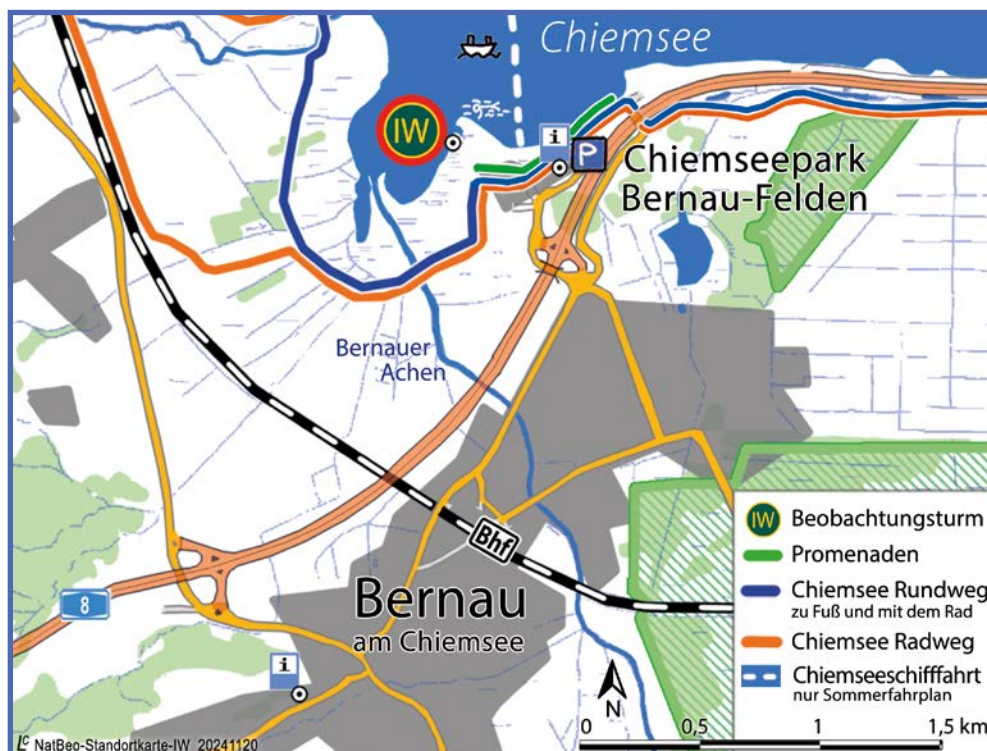 Chiemsee
IW
i
P
Chiemseepark
Bernau-Felden
Bernauer
Achen
Bhf
8
Bernau
am Chiemsee
i
N
IW Beobachtungsturm
Promenaden
Chiemsee Rundweg
zu Fuß und mit dem Rad
Chiemsee Radweg
Chiemseeschifffahrt
nur Sommerfahrplan
0 0,5 1 1,5 km
NatBeo-Standortkarte-IW_20241120